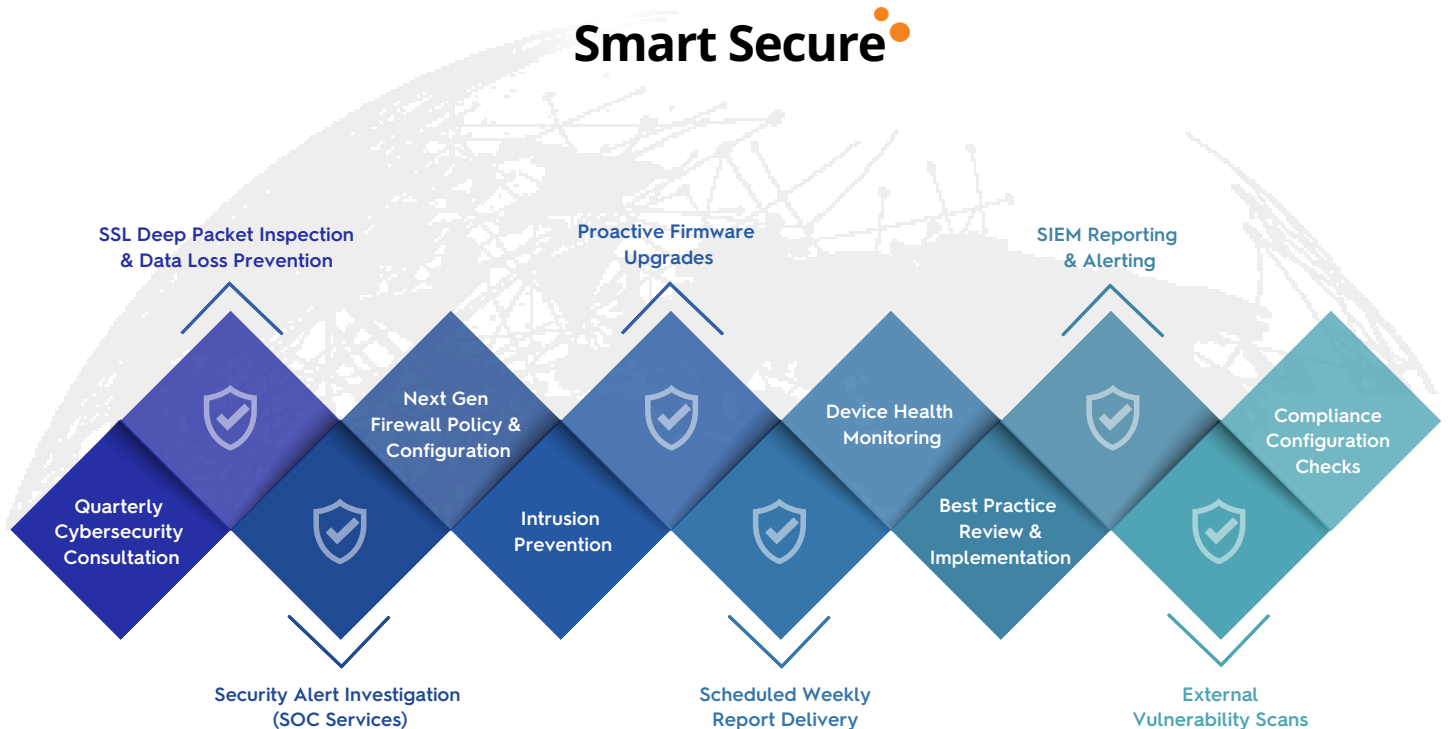 Smart Secure
SSL Deep Packet Inspection
& Data Loss Prevention
Proactive Firmware
Upgrades
SIEM Reporting
& Alerting
Next Gen
Firewall Policy &
Configuration
Device Health
Monitoring
Compliance
Configuration
Checks
Quarterly
Cybersecurity
Consultation
Intrusion
Prevention
Best Practice
Review &
Implementation
Security Alert Investigation
(SOC Services)
Scheduled Weekly
Report Delivery
External
Vulnerability Scans